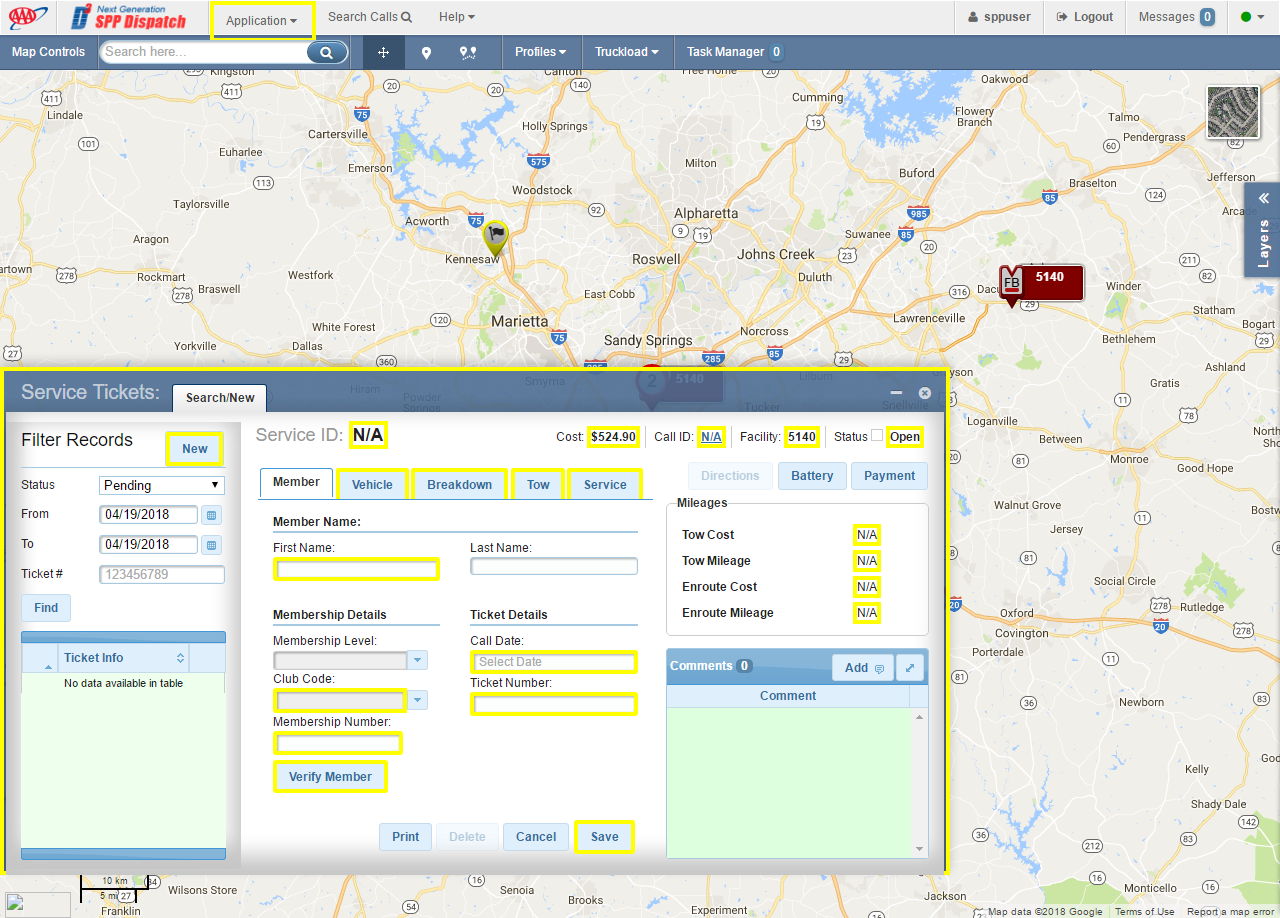 AAA
Next Generation
D3 SPP Dispatch
Application
Search Calls
Help
sppuser
Logout
Messages 0
Map Controls
Search here...
Profiles
Truckload
Task Manager 0
Kingston
Canton
Free Home
Oakwood
Cumming
Lindale
Cartersville
Holly Springs
Flowery Branch
Talmo
Pendergrass
Euharlee
Emerson
Milton
Buford
Jefferson
Woodstock
Braselton
Taylorsville
Acworth
Alpharetta
Suwanee
Aragon
Kennesaw
Roswell
Johns Creek
Layers
Rockmart
Westfork
Duluth
FB 5140
Braswell
East Cobb
Winder
Statham
White Forest
Marietta
Lawrenceville
Norcross
Bogart
Yorkville
Dallas
Sandy Springs
Bethlehem
Ashland
Gratis
Hiram
Powder Springs
Smyrna
2 5140
Tucker
Lilburn
Snellville
Grayson
Service Tickets:
Search/New
Filter Records
New
Status
Pending
From
04/19/2018
To
04/19/2018
Ticket #
123456789
Find
Ticket Info
No data available in table
Service ID: N/A
Cost: $524.90
Call ID: N/A
Facility: 5140
Status Open
Member
Vehicle
Breakdown
Tow
Service
Directions
Battery
Payment
Member Name:
First Name:
Last Name:
Membership Details
Ticket Details
Membership Level:
Call Date:
Select Date
Club Code:
Ticket Number:
Membership Number:
Verify Member
Print
Delete
Cancel
Save
Mileages
Tow Cost N/A
Tow Mileage N/A
Enroute Cost N/A
Enroute Mileage N/A
Comments 0
Add
Comment
Loganville
Between
Monroe
Good Hope
Walnut Grove
Jersey
Social Circle
Rutledge
Oxford
Covington
Porterdale
Newborn
Kelly
Shady Dale
Monticello
Jackson
Wilsons Store
Senoia
Brooks
Experiment
Franklin
10 km
5 mi
Map data ©2018 Google
Terms of Use
Report a map error